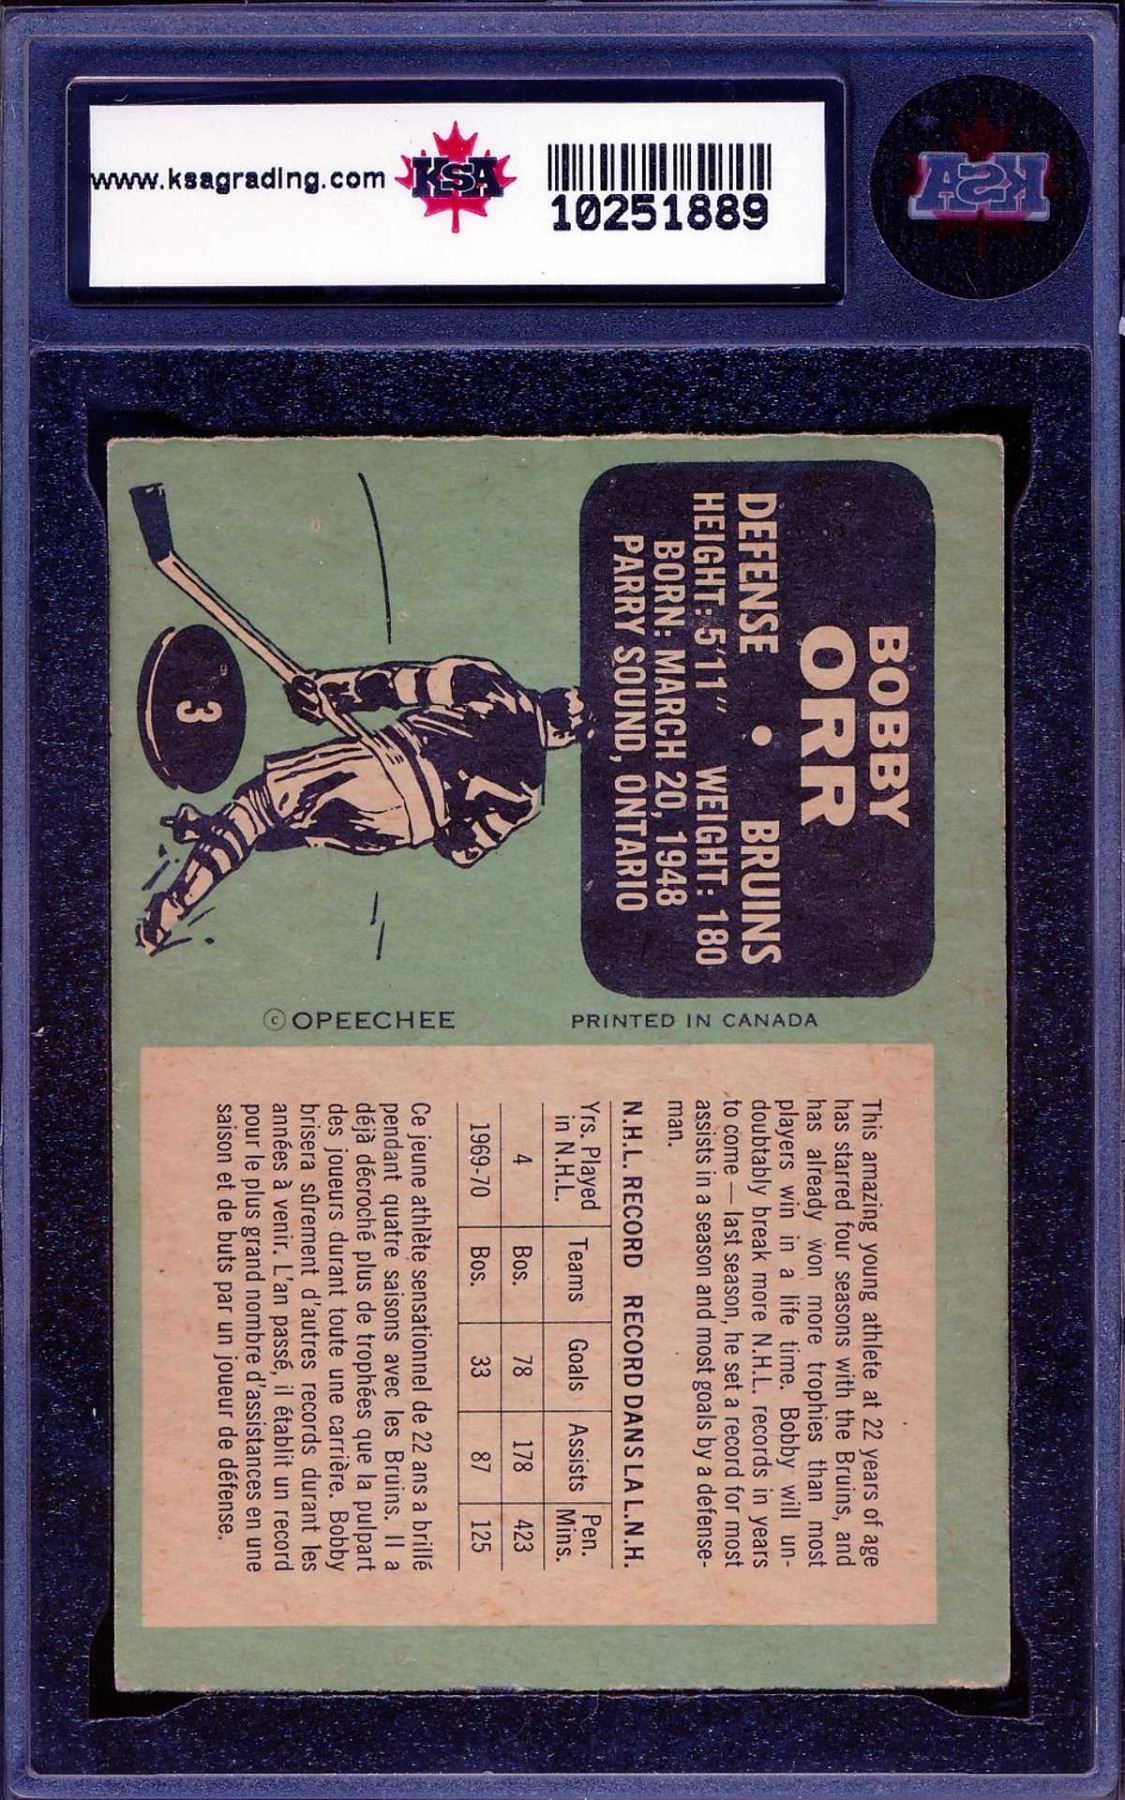 www.ksagrading.com
KSA
10251889
KSA
BOBBY
ORR
DEFENSE • BRUINS
HEIGHT: 5'11" WEIGHT: 180
BORN: MARCH 20, 1948
PARRY SOUND, ONTARIO
3
© OPEECHEE PRINTED IN CANADA
This amazing young athlete at 22 years of age
has starred four seasons with the Bruins, and
has already won more trophies than most
players win in a life time. Bobby will un-
doubtably break more N.H.L. records in years
to come — last season, he set a record for most
assists in a season and most goals by a defense-
man.
N.H.L. RECORD RECORD DANS LA L.N.H.
Yrs. Played in N.H.L. Teams Goals Assists Pen. Mins.
4 Bos. 78 178 423
1969-70 Bos. 33 87 125
Ce jeune athlète sensationnel de 22 ans a brillé
pendant quatre saisons avec les Bruins. Il a
déjà décroché plus de trophées que la pulpart
des joueurs durant toute une carrière. Bobby
brisera sûrement d'autres records durant les
années à venir. L'an passé, il établit un record
pour le plus grand nombre d'assistances en une
saison et de buts par un joueur de défense.